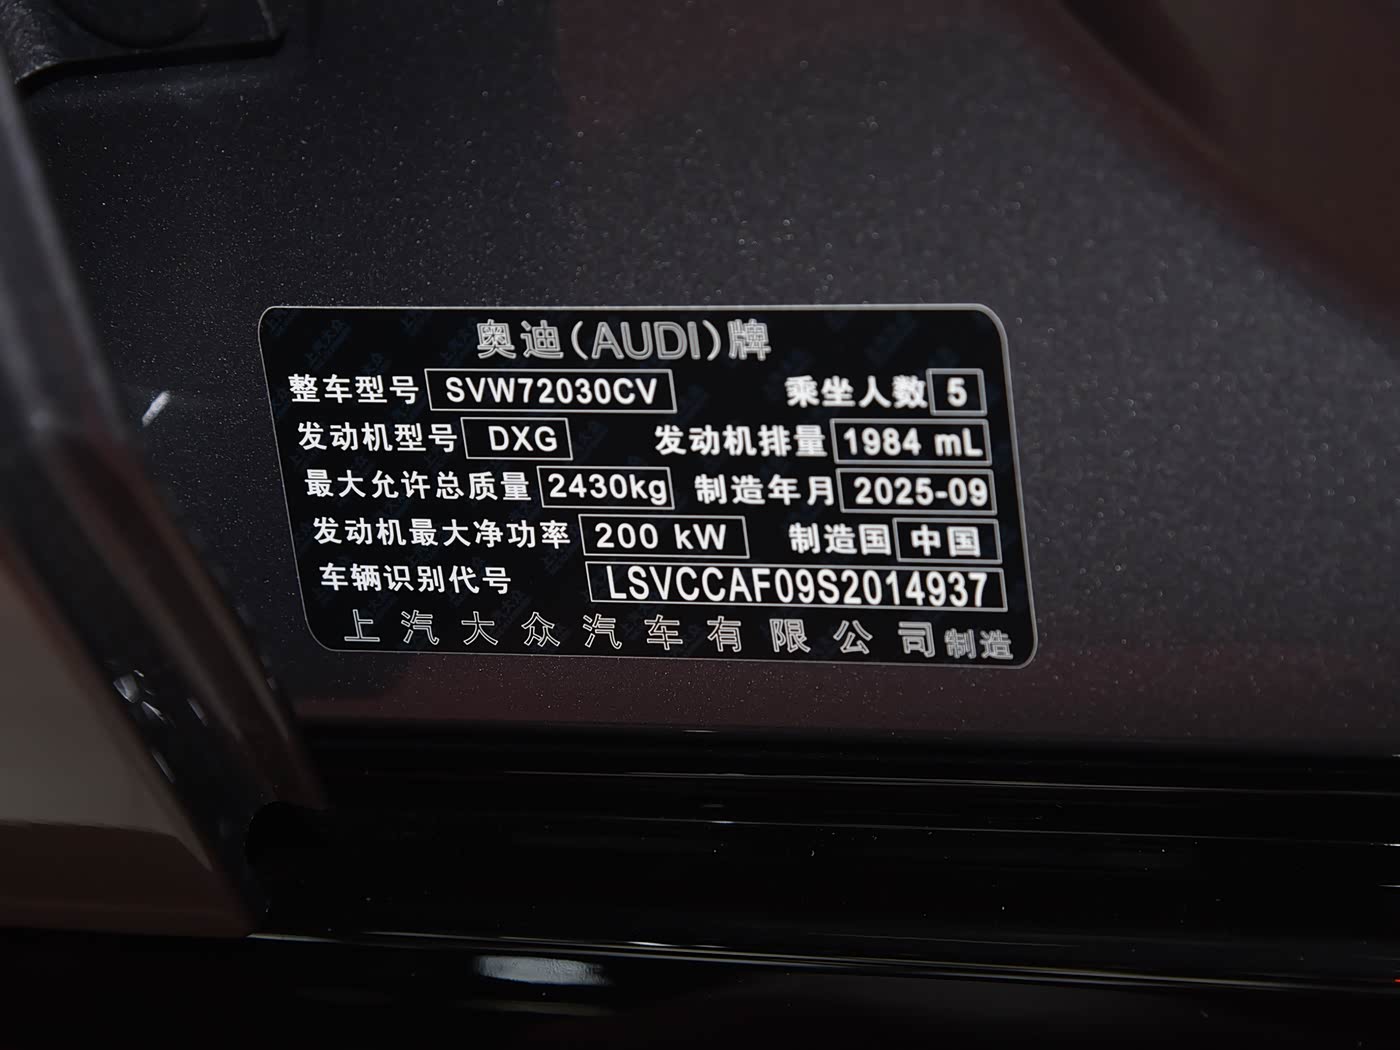 奥迪(AUDI)牌
整车型号 SVW72030CV 乘坐人数 5
发动机型号 DXG 发动机排量 1984 mL
最大允许总质量 2430kg 制造年月 2025-09
发动机最大净功率 200 kW 制造国 中国
车辆识别代号 LSVCCAF09S2014937
上汽大众汽车有限公司制造